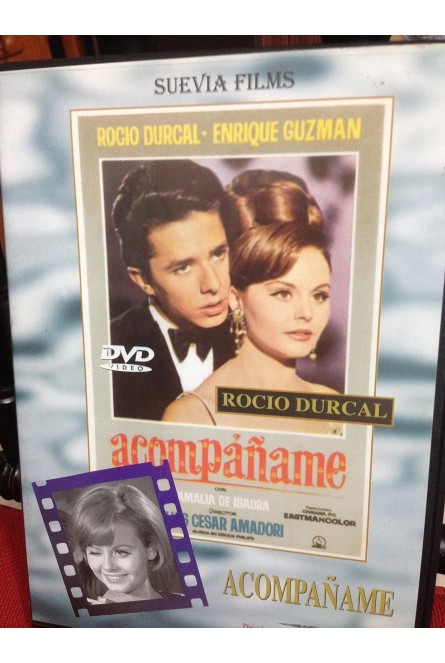 SUEVIA FILMS
ROCIO DURCAL • ENRIQUE GUZMAN
DVD
VIDEO
ROCIO DURCAL
acompáñame
CON
AMALIA DE ISAURA
DIRECTOR
CESAR AMADORI
EASTMANCOLOR
ACOMPAÑAME